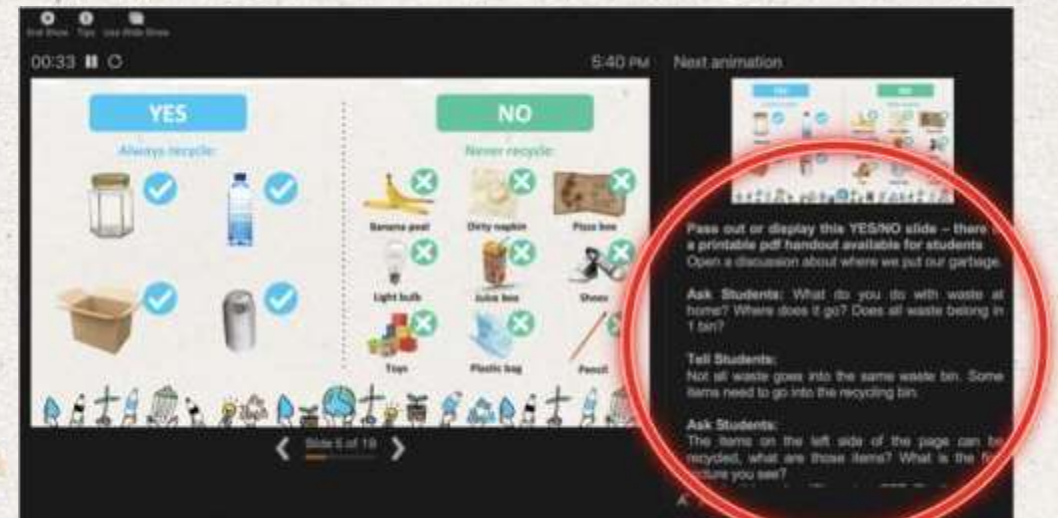 End Show Tips Use Slide Show
00:33
5:40 PM
Next animation
YES
NO
Always recycle:
Never recycle:
Banana peel
Dirty napkin
Pizza box
Light bulb
Juice box
Shoes
Toys
Plastic bag
Pencil
Slide 5 of 19
YES
NO
Pass out or display this YES/NO slide – there
a printable pdf handout available for students
Open a discussion about where we put our garbage.
Ask Students: What do you do with waste at
home? Where does it go? Does all waste belong in
1 bin?
Tell Students:
Not all waste goes into the same waste bin. Some
items need to go into the recycling bin.
Ask Students:
The items on the left side of the page can be
recycled, what are those items? What is the
picture you see?